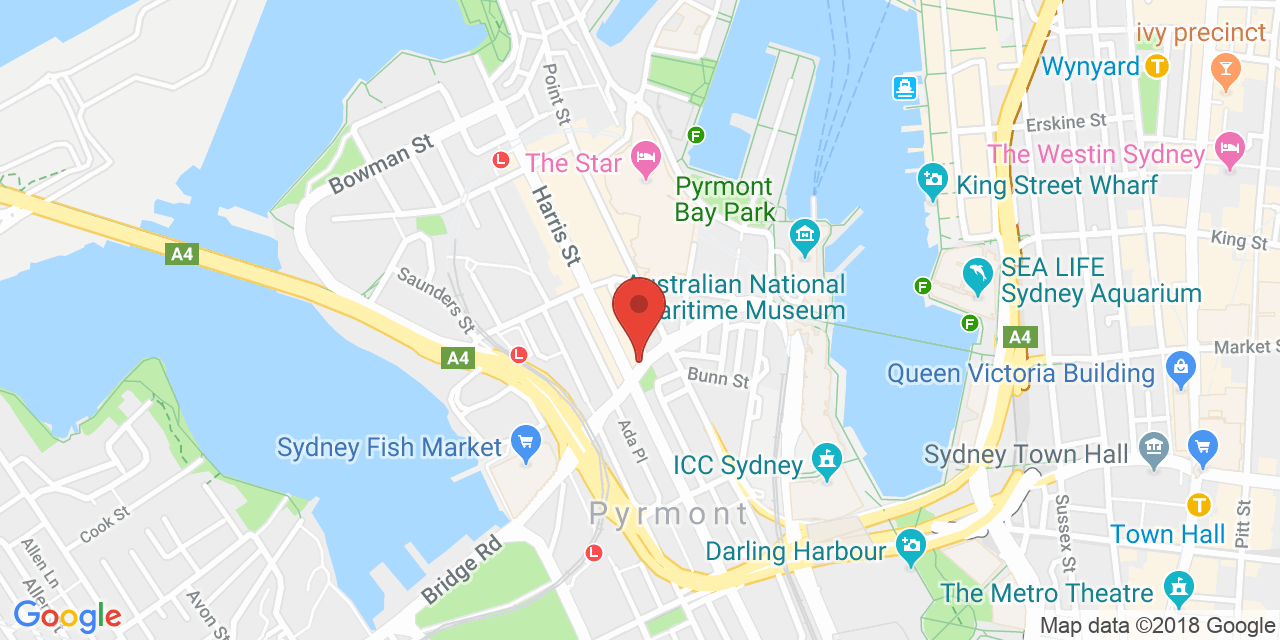 ivy precinct
Wynyard
T
Point St
Erskine St
F
Bowman St
L
The Star
The Westin Sydney
Pyrmont
Bay Park
King Street Wharf
Harris St
King St
A4
Saunders St
Australian National
Maritime Museum
SEA LIFE
Sydney Aquarium
F
F
A4
A4
L
Market S
Bunn St
Queen Victoria Building
Ada Pl
Sydney Fish Market
Sydney Town Hall
ICC Sydney
Pyrmont
Cook St
Sussex St
T
Town Hall
Pitt St
Allen Ln
Allen
Bridge Rd
L
Darling Harbour
The Metro Theatre
Avon St
Google
Map data ©2018 Google